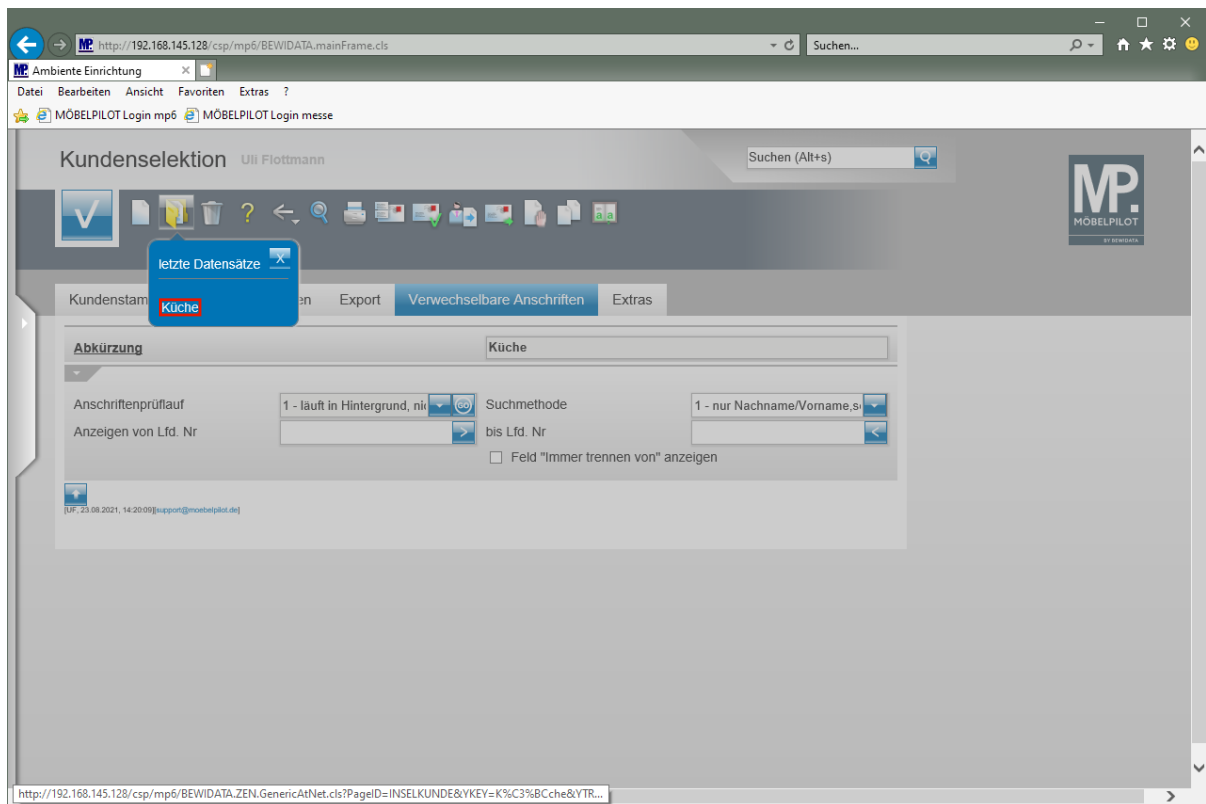 http://192.168.145.128/csp/mp6/BEWIDATA.mainFrame.cls
Suchen...
MP. Ambiente Einrichtung
Datei Bearbeiten Ansicht Favoriten Extras ?
MÖBELPILOT Login mp6 MÖBELPILOT Login messe
Kundenselektion Uli Flottmann
Suchen (Alt+s)
MP.
MÖBELPILOT
BY BEWIDATA
letzte Datensätze X
Küche
Kundenstam en Export Verwechselbare Anschriften Extras
Abkürzung Küche
Anschriftenprüflauf 1 - läuft in Hintergrund, ni Suchmethode 1 - nur Nachname/Vorname,s
Anzeigen von Lfd. Nr bis Lfd. Nr
Feld "Immer trennen von" anzeigen
[UF, 23.08.2021, 14:20:09][support@moebelpilot.de]
http://192.168.145.128/csp/mp6/BEWIDATA.ZEN.GenericAtNet.cls?PageID=INSELKUNDE&YKEY=K%C3%BCche&YTR...